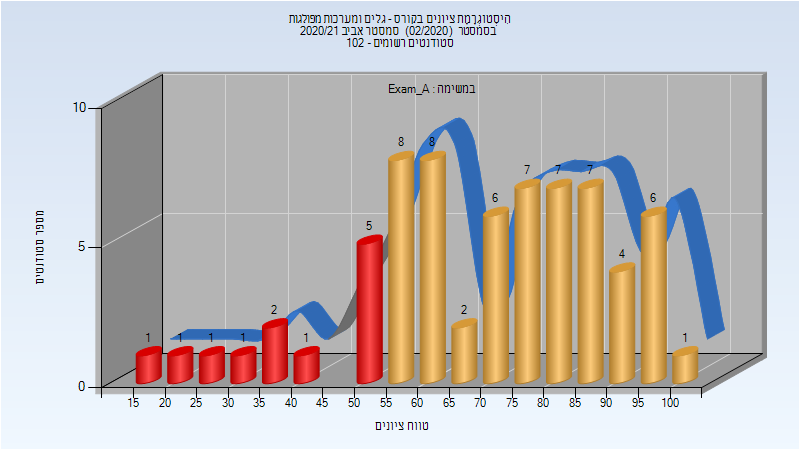 היסטוגרמת ציונים בקורס - גלים ומערכות מפולגות
בסמסטר (02/2020) סמסטר אביב 2020/21
סטודנטים רשומים - 102
במשימה : Exam_A
מספר סטודנטים
10
5
0
1
1
1
1
2
1
5
8
8
2
6
7
7
7
4
6
1
15 20 25 30 35 40 45 50 55 60 65 70 75 80 85 90 95 100
טווח ציונים